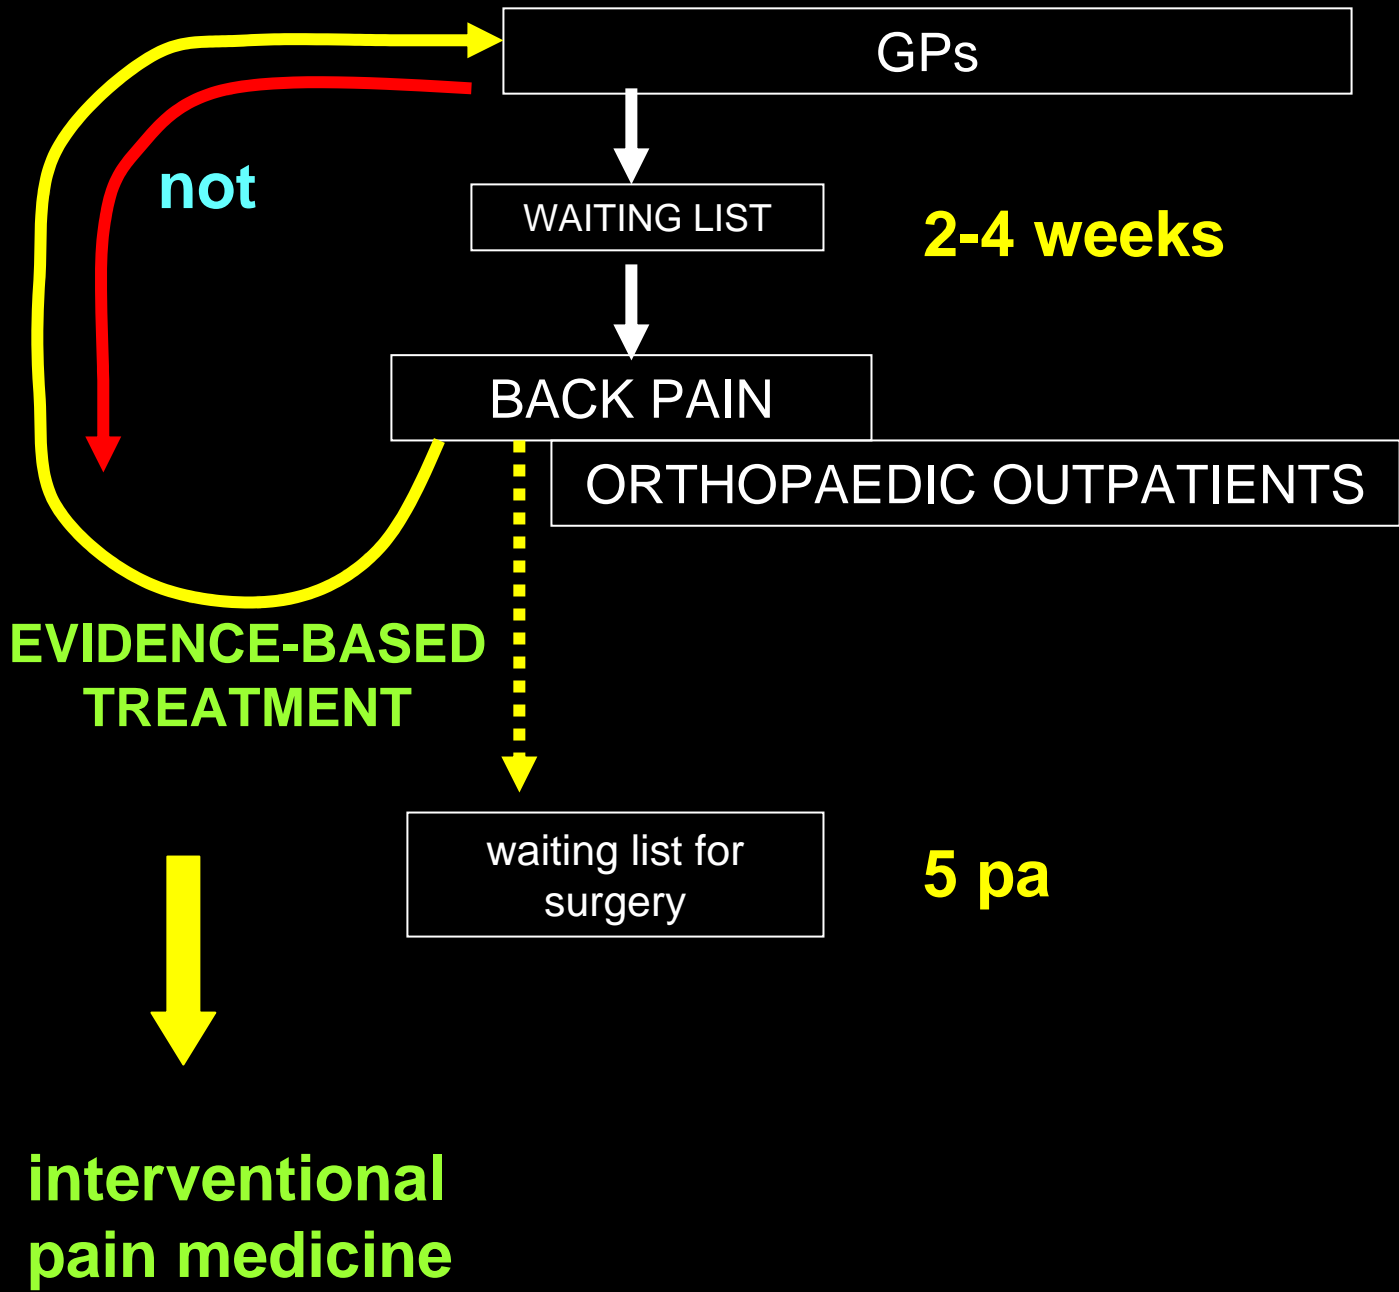 GPs
not
WAITING LIST
2-4 weeks
BACK PAIN
ORTHOPAEDIC OUTPATIENTS
EVIDENCE-BASED
TREATMENT
waiting list for
surgery
5 pa
interventional
pain medicine